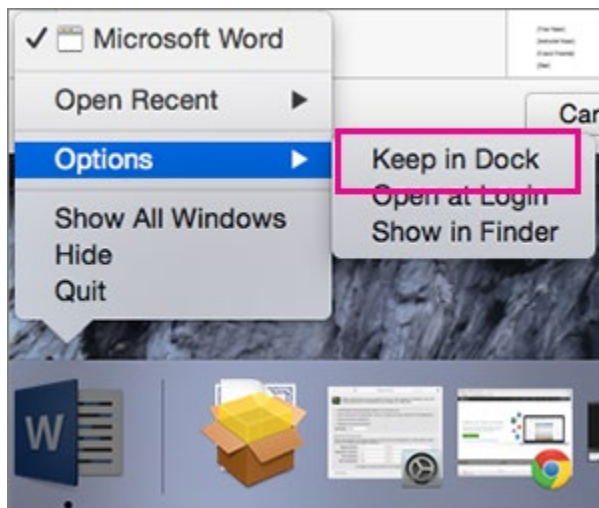 ✓ Microsoft Word
Open Recent
Options
Show All Windows
Hide
Quit
Keep in Dock
Open at Login
Show in Finder
Car
W